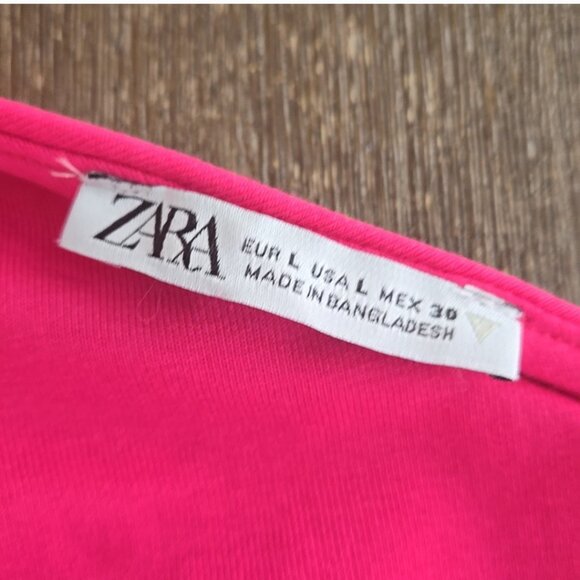 ZARA
EUR L USA L MEX 30
MADE IN BANGLADESH